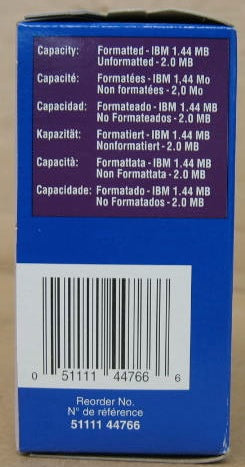 Capacity: Formatted - IBM 1.44 MB
Unformatted - 2.0 MB
Capacité: Formatées - IBM 1,44 Mo
Non formatées - 2,0 Mo
Capacidad: Formateado - IBM 1.44 MB
No Formateados - 2.0 MB
Kapazität: Formatiert - IBM 1.44 MB
Nonformatiert - 2.0 MB
Capacità: Formattata - IBM 1.44 MB
Non Formattata - 2.0 MB
Capacidade: Formatado - IBM 1.44 MB
No Formatados - 2.0 MB
0 51111 44766 6
Reorder No.
N° de référence
51111 44766